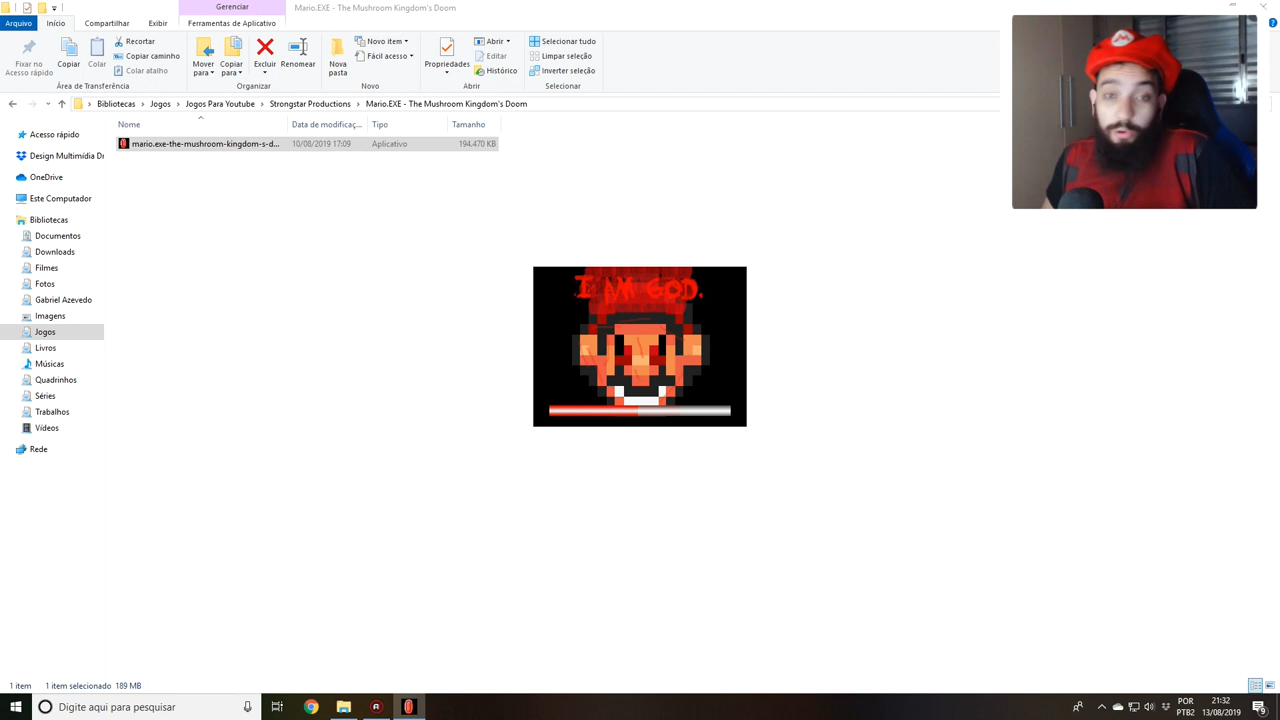 Gerenciar
Mario.EXE - The Mushroom Kingdom's Doom
Arquivo Início Compartilhar Exibir Ferramentas de Aplicativo
Fixar no Acesso rápido
Copiar
Colar
Recortar
Copiar caminho
Colar atalho
Área de Transferência
Mover para
Copiar para
Excluir
Renomear
Organizar
Nova pasta
Novo item
Fácil acesso
Novo
Propriedades
Abrir
Editar
Histórico
Abrir
Selecionar tudo
Limpar seleção
Inverter seleção
Selecionar
Bibliotecas Jogos Jogos Para Youtube Strongstar Productions Mario.EXE - The Mushroom Kingdom's Doom
Nome Data de modificaç... Tipo Tamanho
mario.exe-the-mushroom-kingdom-s-d... 10/08/2019 17:09 Aplicativo 194.470 KB
Acesso rápido
Design Multimídia Dr
OneDrive
Este Computador
Bibliotecas
Documentos
Downloads
Filmes
Fotos
Gabriel Azevedo
Imagens
Jogos
Livros
Músicas
Quadrinhos
Séries
Trabalhos
Vídeos
Rede
I AM GOD.
M
1 item 1 item selecionado 189 MB
Digite aqui para pesquisar
POR
PTB2
21:32
13/08/2019
9